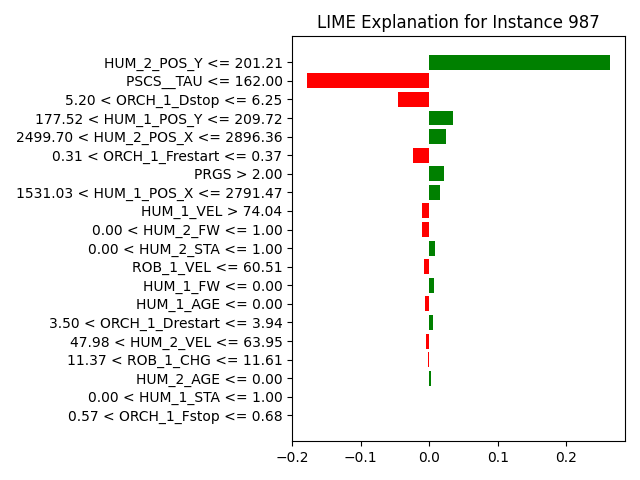 LIME Explanation for Instance 987
HUM_2_POS_Y <= 201.21
PSCS__TAU <= 162.00
5.20 < ORCH_1_Dstop <= 6.25
177.52 < HUM_1_POS_Y <= 209.72
2499.70 < HUM_2_POS_X <= 2896.36
0.31 < ORCH_1_Frestart <= 0.37
PRGS > 2.00
1531.03 < HUM_1_POS_X <= 2791.47
HUM_1_VEL > 74.04
0.00 < HUM_2_FW <= 1.00
0.00 < HUM_2_STA <= 1.00
ROB_1_VEL <= 60.51
HUM_1_FW <= 0.00
HUM_1_AGE <= 0.00
3.50 < ORCH_1_Drestart <= 3.94
47.98 < HUM_2_VEL <= 63.95
11.37 < ROB_1_CHG <= 11.61
HUM_2_AGE <= 0.00
0.00 < HUM_1_STA <= 1.00
0.57 < ORCH_1_Fstop <= 0.68
−0.2 −0.1 0.0 0.1 0.2